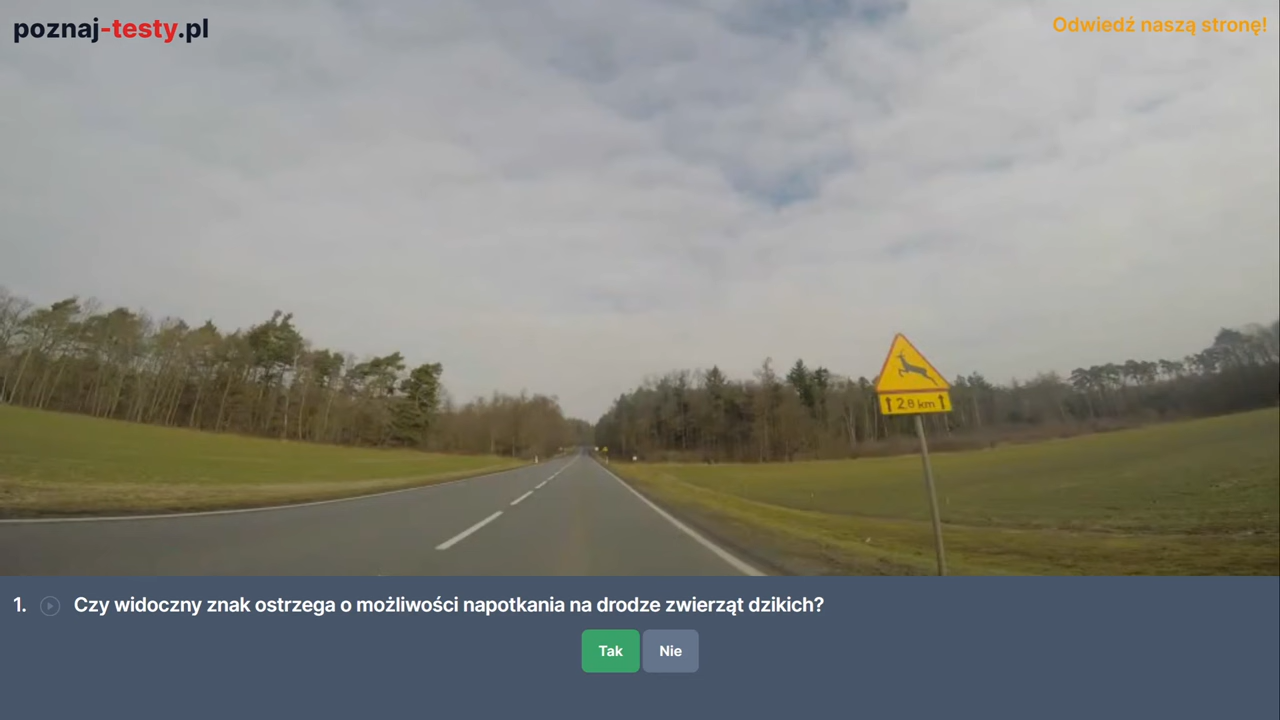 poznaj-testy.pl
Odwiedź naszą stronę!
2,8 km
1. Czy widoczny znak ostrzega o możliwości napotkania na drodze zwierząt dzikich?
Tak
Nie